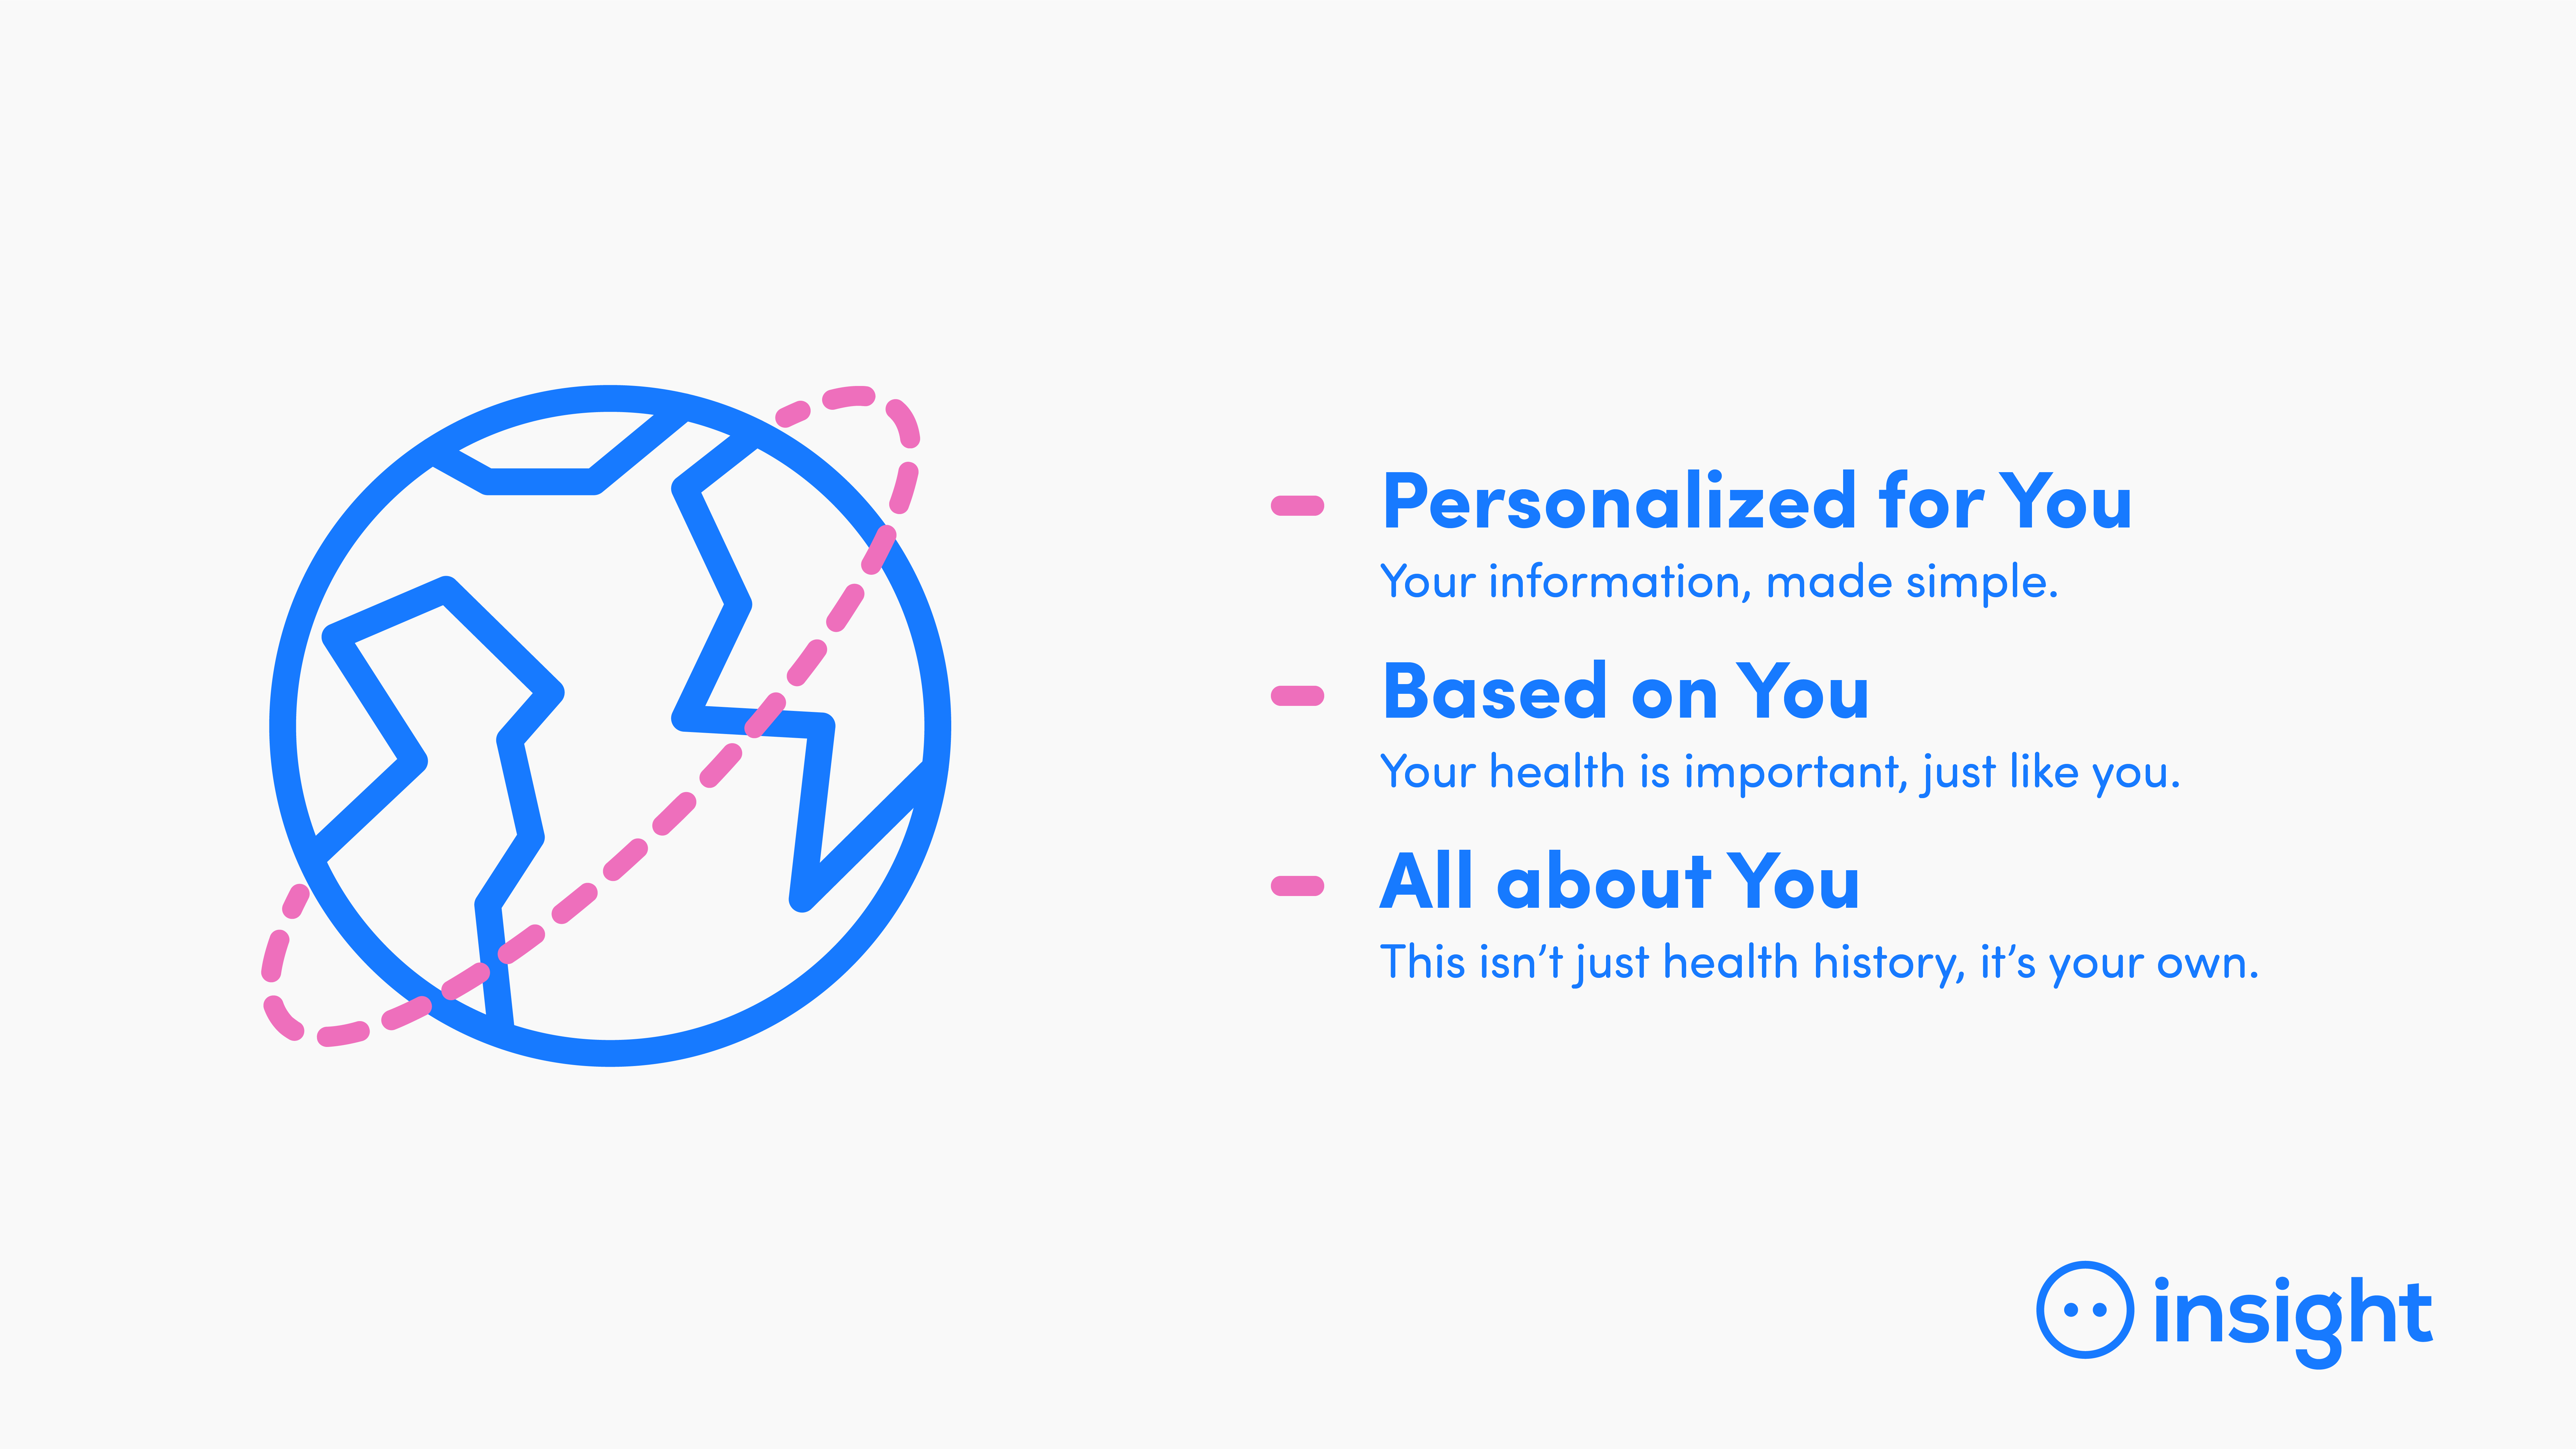 Personalized for You
Your information, made simple.
Based on You
Your health is important, just like you.
All about You
This isn’t just health history, it’s your own.
insight